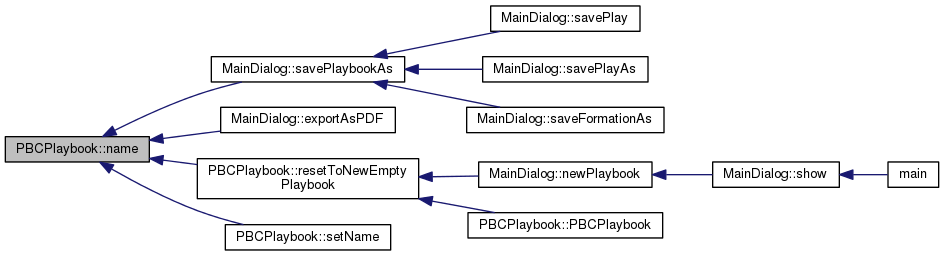 MainDialog::savePlay
MainDialog::savePlaybookAs
MainDialog::savePlayAs
MainDialog::saveFormationAs
MainDialog::exportAsPDF
PBCPlaybook::name
PBCPlaybook::resetToNewEmpty
Playbook
MainDialog::newPlaybook
MainDialog::show
main
PBCPlaybook::PBCPlaybook
PBCPlaybook::setName